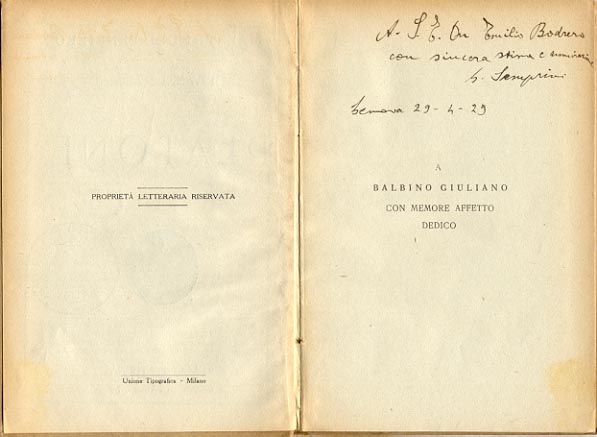 PROPRIETÀ LETTERARIA RISERVATA
Unione Tipografica - Milano
A. S. E. On Emilio Bodrero
con sincera stima e ammirazione
G. Semprini
Genova 29 - 4 - 29
A
BALBINO GIULIANO
CON MEMORE AFFETTO
DEDICO